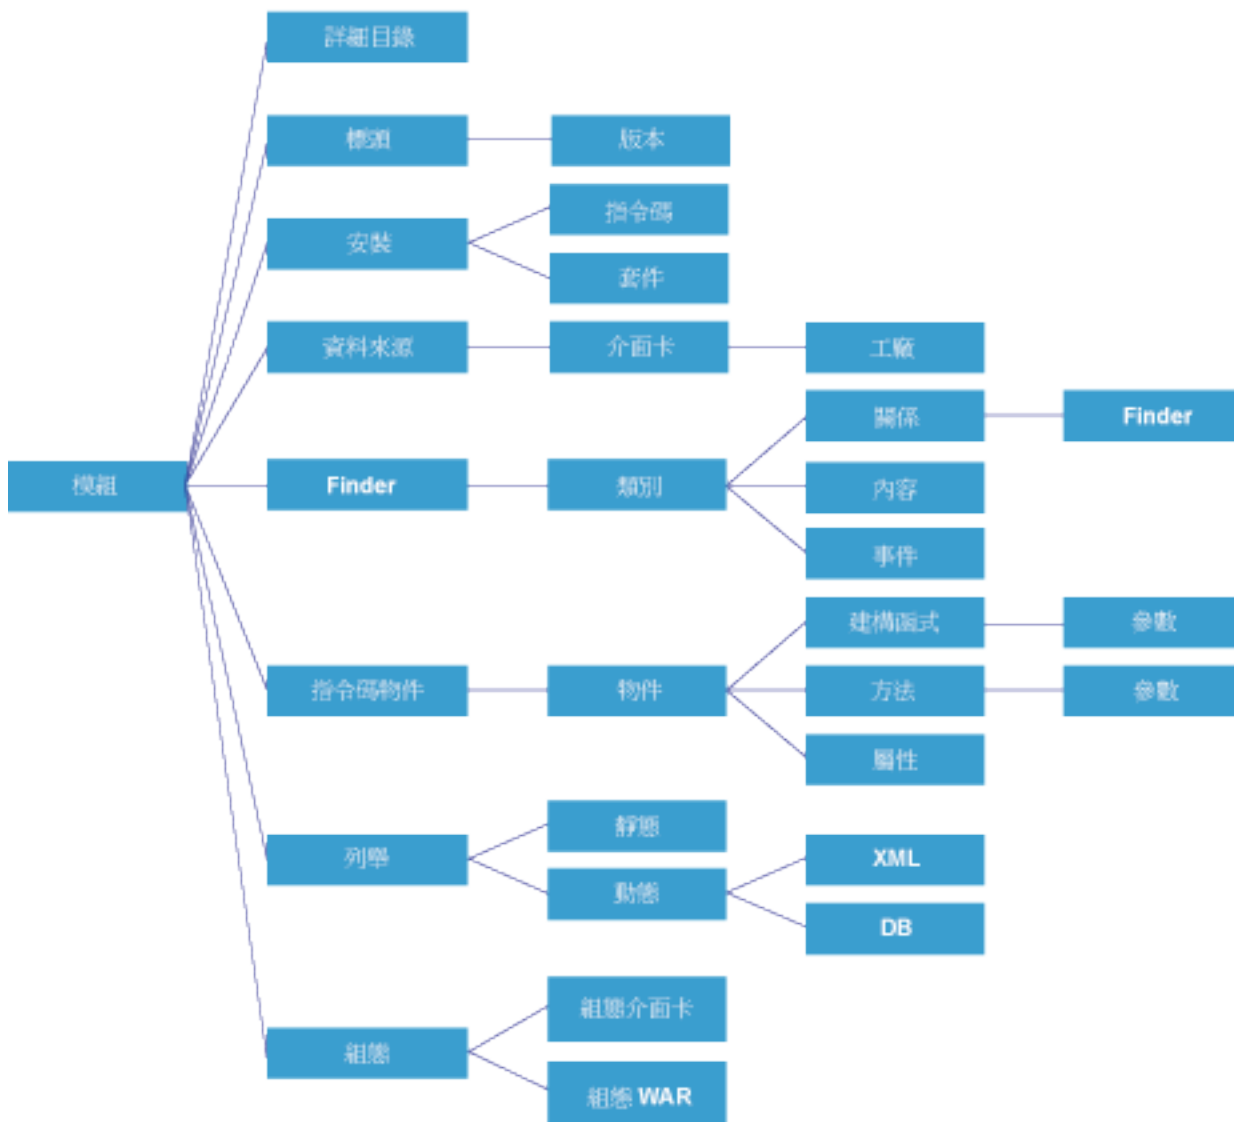 詳細目錄
標頭
版本
安裝
指令碼
套件
資料來源
介面卡
工廠
模組
Finder
類別
關係
Finder
內容
事件
指令碼物件
物件
建構函式
參數
方法
參數
屬性
列舉
靜態
動態
XML
DB
組態
組態介面卡
組態 WAR